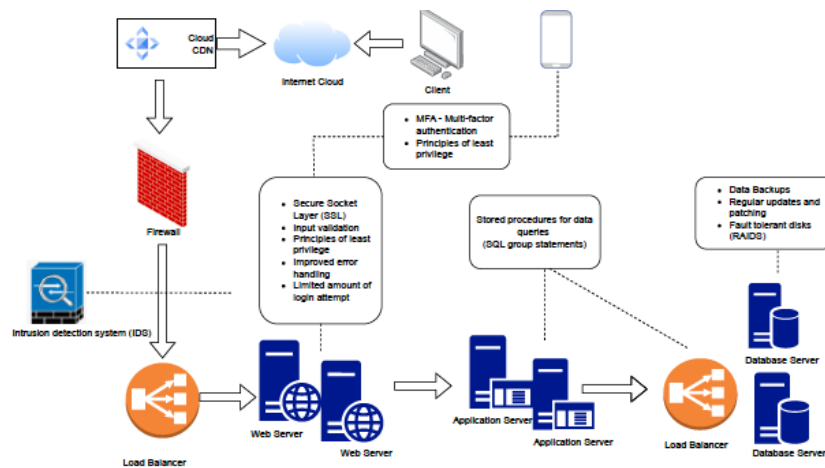 Cloud
CDN
Internet Cloud
Client
• MFA - Multi-factor
authentication
• Principles of least
privilege
Firewall
• Secure Socket
Layer (SSL)
• Input validation
• Principles of least
privilege
• Improved error
handling
• Limited amount of
login attempt
Stored procedures for data
queries
(SQL group statements)
• Data Backups
• Regular updates and
patching
• Fault tolerant disks
(RAIDS)
Intrusion detection system (IDS)
Database Server
Load Balancer
Web Server
Web Server
Application Server
Application Server
Load Balancer
Database Server